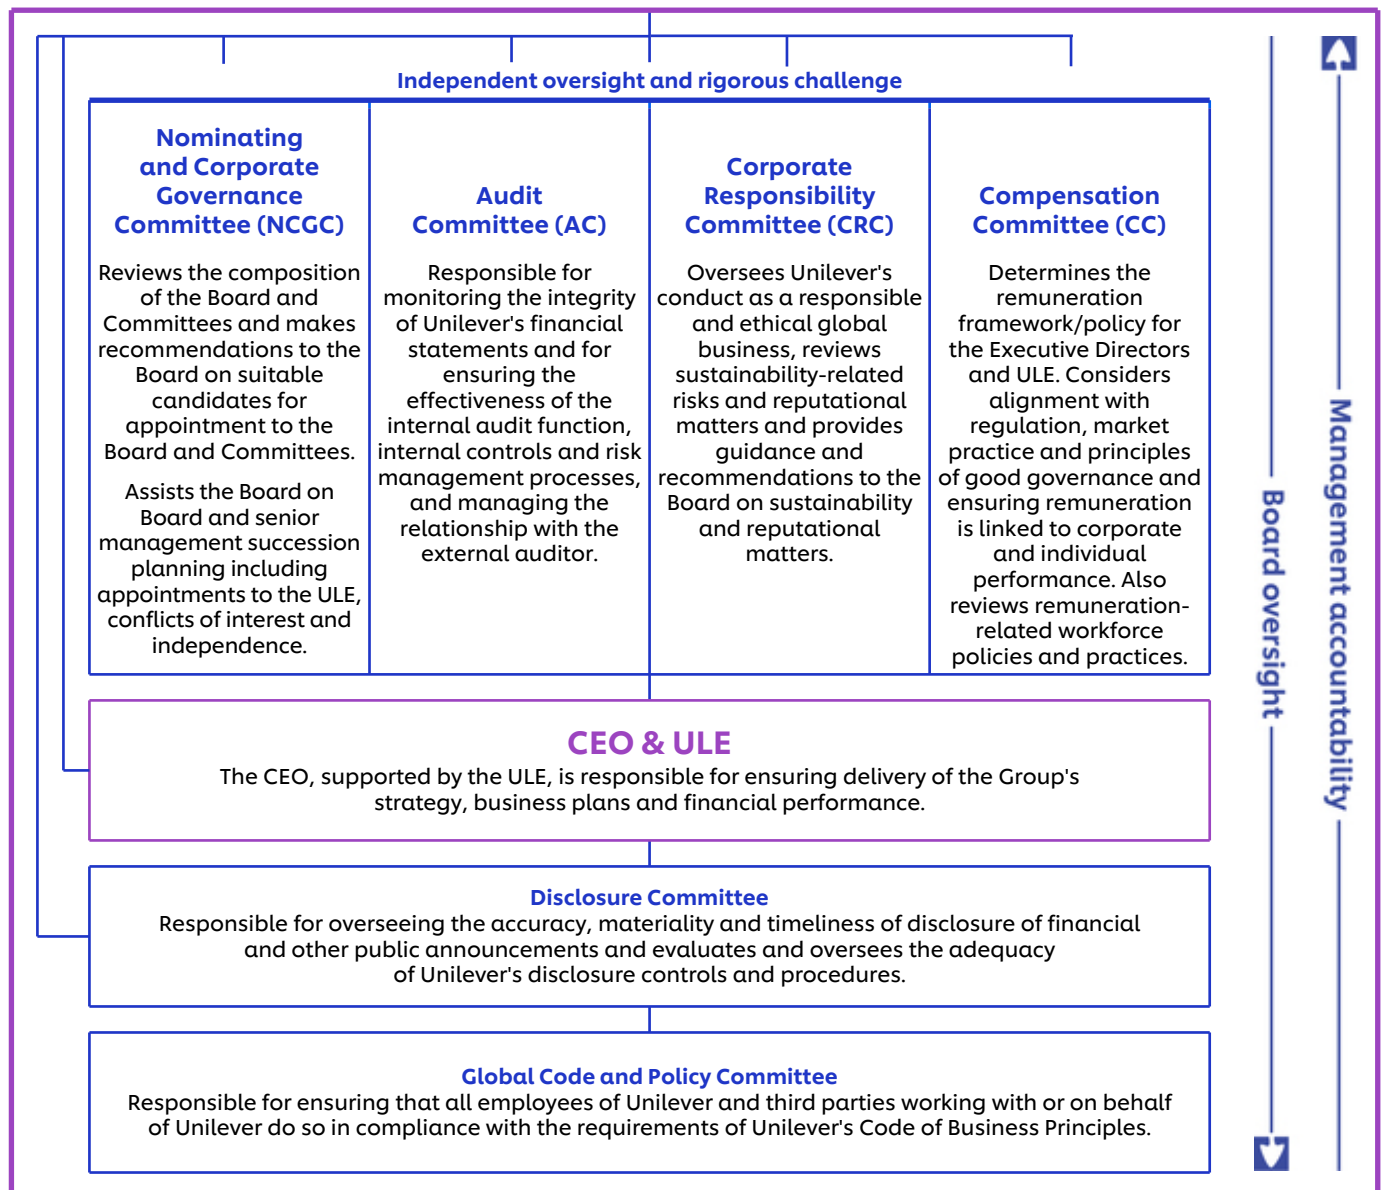 Independent oversight and rigorous challenge
Nominating
and Corporate
Governance
Committee (NCGC)
Reviews the composition
of the Board and
Committees and makes
recommendations to the
Board on suitable
candidates for
appointment to the
Board and Committees.
Assists the Board on
Board and senior
management succession
planning including
appointments to the ULE,
conflicts of interest and
independence.
Audit
Committee (AC)
Responsible for
monitoring the integrity
of Unilever's financial
statements and for
ensuring the
effectiveness of the
internal audit function,
internal controls and risk
management processes,
and managing the
relationship with the
external auditor.
Corporate
Responsibility
Committee (CRC)
Oversees Unilever's
conduct as a responsible
and ethical global
business, reviews
sustainability-related
risks and reputational
matters and provides
guidance and
recommendations to the
Board on sustainability
and reputational
matters.
Compensation
Committee (CC)
Determines the
remuneration
framework/policy for
the Executive Directors
and ULE. Considers
alignment with
regulation, market
practice and principles
of good governance and
ensuring remuneration
is linked to corporate
and individual
performance. Also
reviews remuneration-
related workforce
policies and practices.
CEO & ULE
The CEO, supported by the ULE, is responsible for ensuring delivery of the Group's
strategy, business plans and financial performance.
Disclosure Committee
Responsible for overseeing the accuracy, materiality and timeliness of disclosure of financial
and other public announcements and evaluates and oversees the adequacy
of Unilever's disclosure controls and procedures.
Global Code and Policy Committee
Responsible for ensuring that all employees of Unilever and third parties working with or on behalf
of Unilever do so in compliance with the requirements of Unilever's Code of Business Principles.
Board oversight
Management accountability